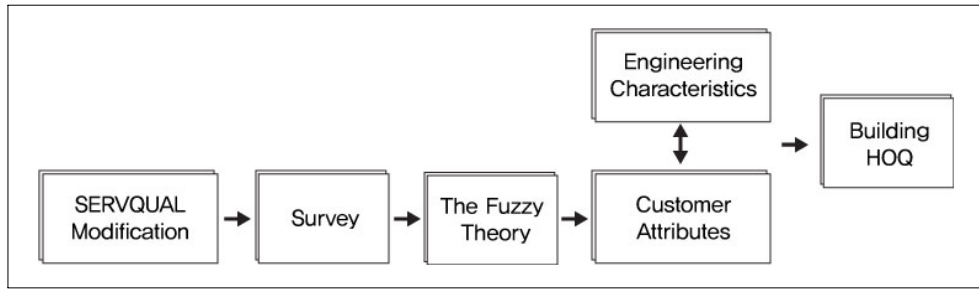 Engineering
Characteristics
Building
HOQ
SERVQUAL
Modification
Survey
The Fuzzy
Theory
Customer
Attributes